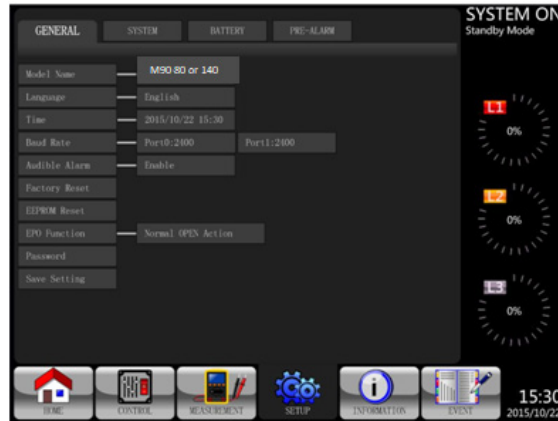 SYSTEM ON
Standby Mode
GENERAL SYSTEM BATTERY PRE-ALARM
Model Name M90-80 or 140
Language English
Time 2015/10/22 15:30
Baud Rate Port0:2400 Port1:2400
Audible Alarm Enable
Factory Reset
EEPROM Reset
EPO Function Normal OPEN Action
Password
Save Setting
L1
0%
L2
0%
L3
0%
HOME CONTROL MEASUREMENT SETUP INFORMATION EVENT
15:30
2015/10/22